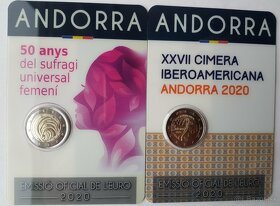 ANDORRA
50 anys
del sufragi
universal
femení
EMISSIÓ OFICIAL DE L'EURO
2020
ANDORRA
XXVII CIMERA
IBEROAMERICANA
ANDORRA 2020
EMISSIÓ OFICIAL DE L'EURO
2020